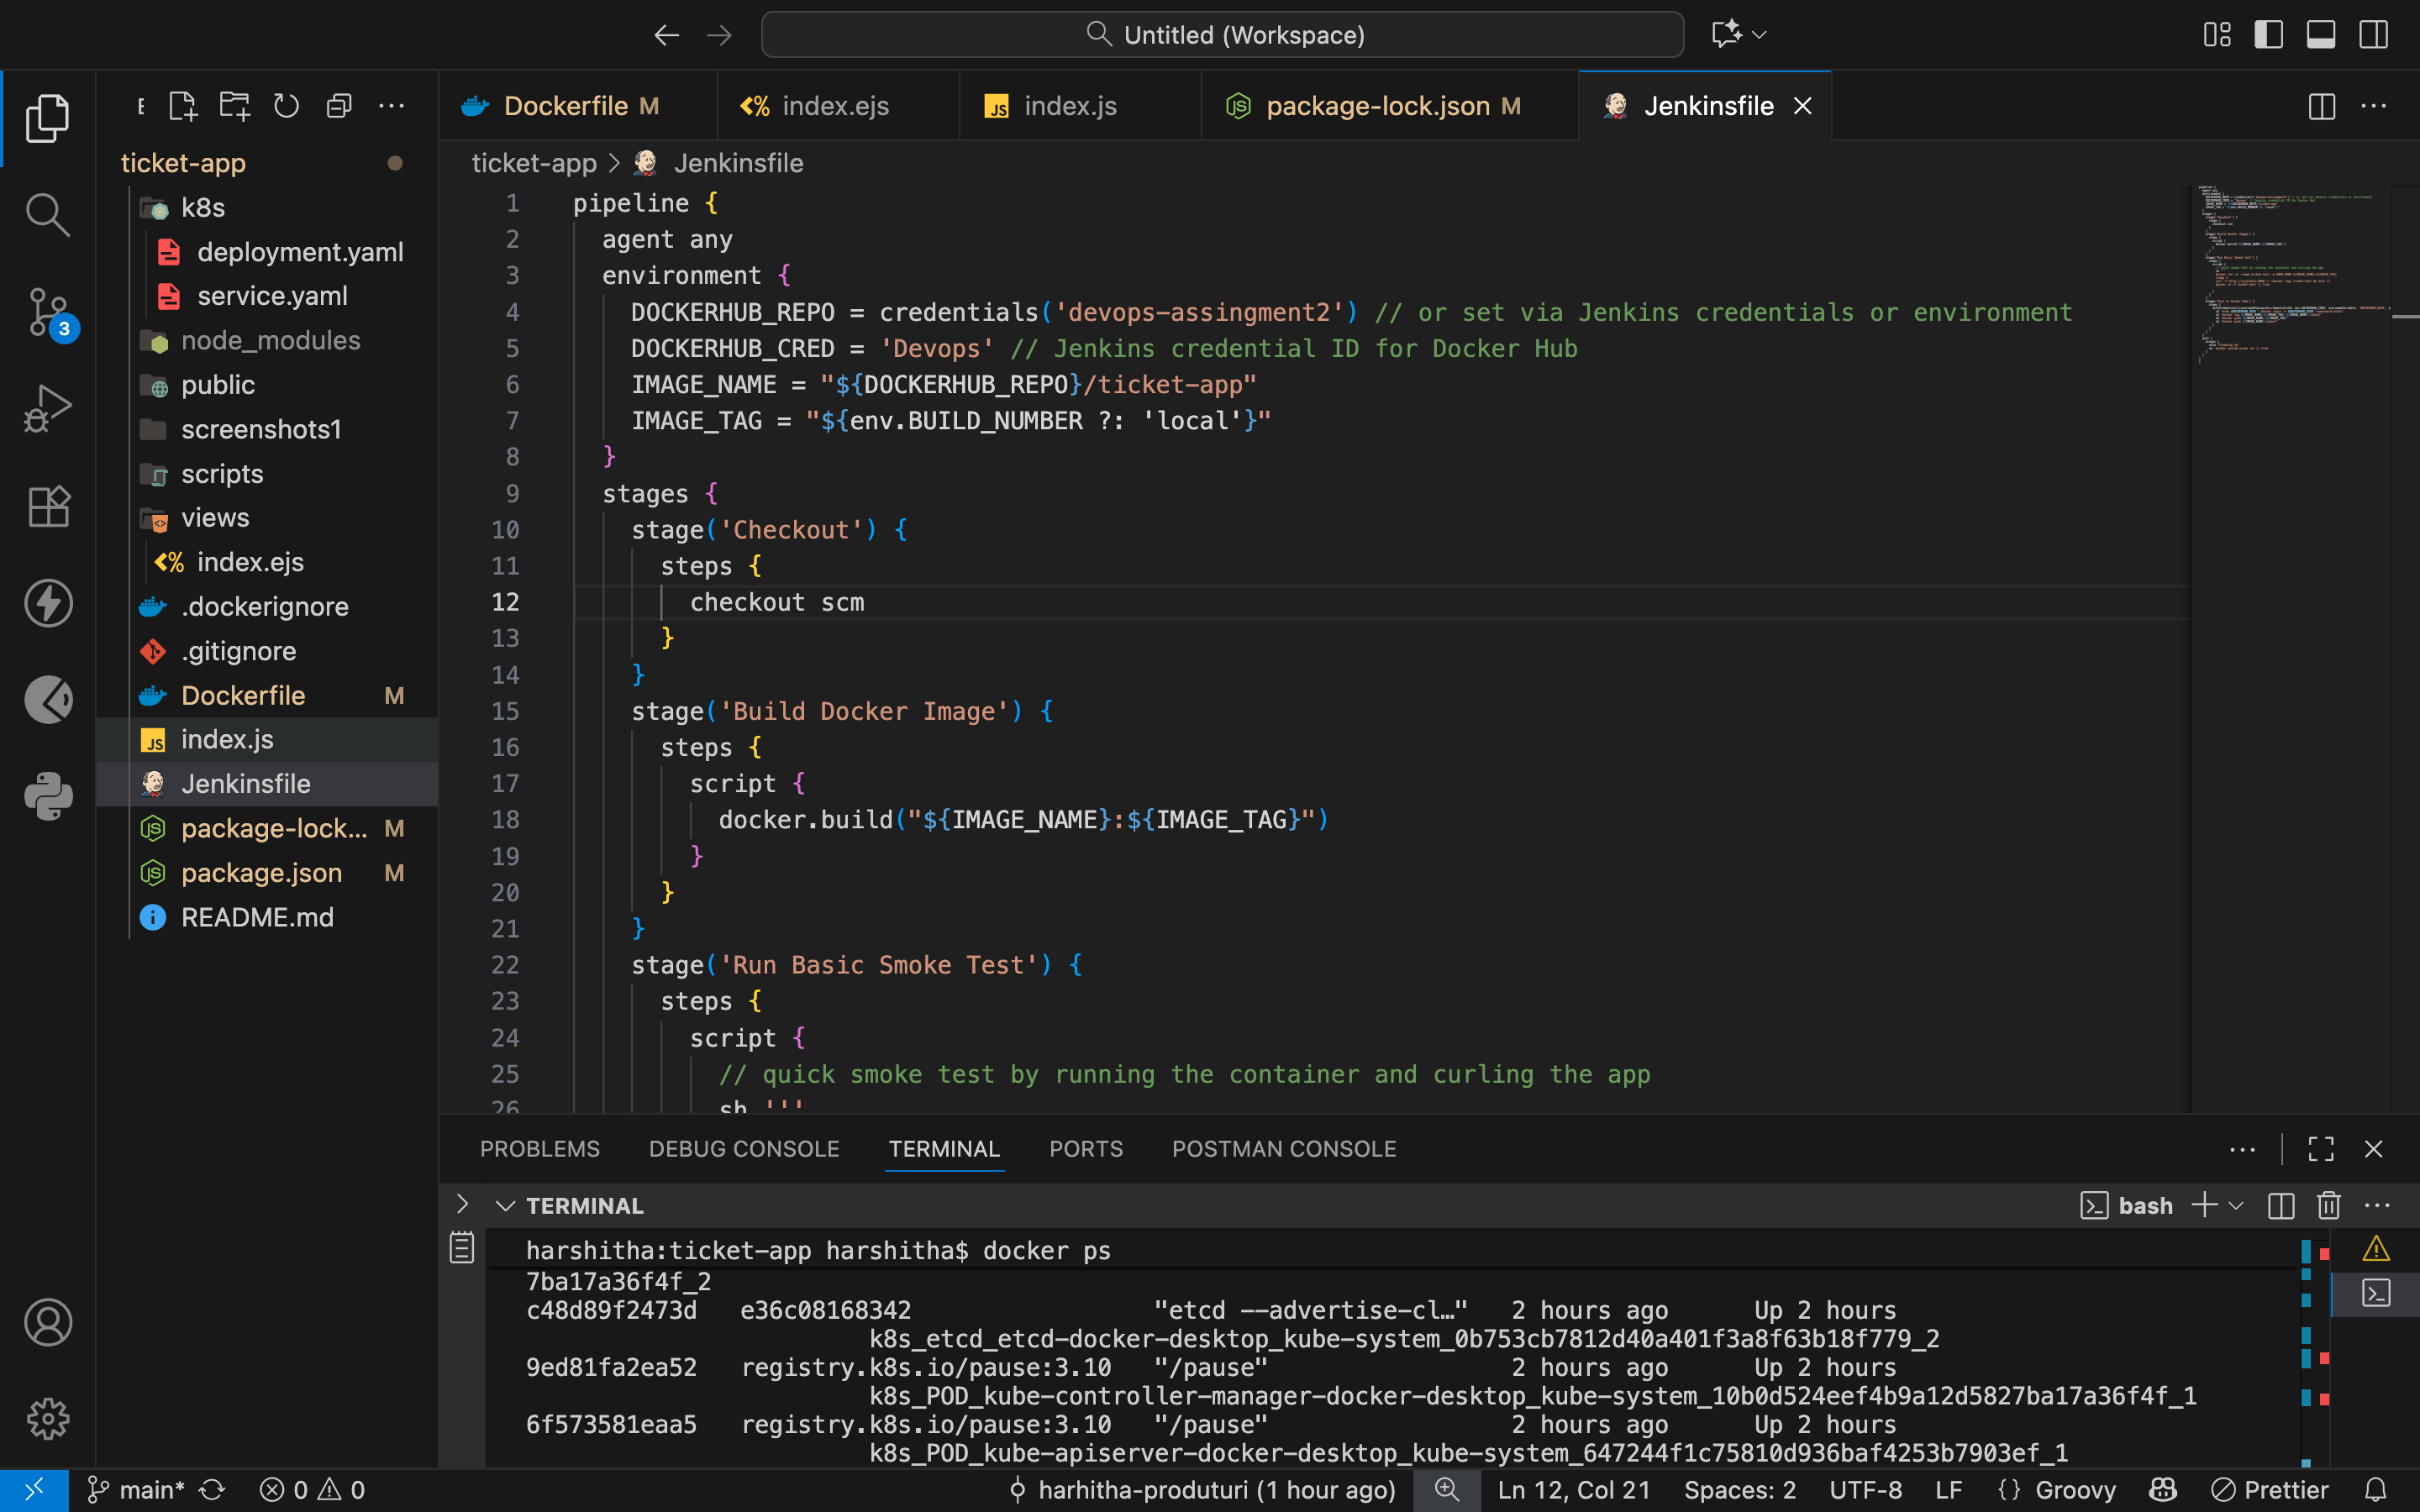 Untitled (Workspace)
Dockerfile M
index.ejs
index.js
package-lock.json M
Jenkinsfile
ticket-app
k8s
deployment.yaml
service.yaml
node_modules
public
screenshots1
scripts
views
index.ejs
.dockerignore
.gitignore
Dockerfile M
index.js
Jenkinsfile
package-lock... M
package.json M
README.md
3
ticket-app > Jenkinsfile
1 pipeline {
2 agent any
3 environment {
4 DOCKERHUB_REPO = credentials('devops-assingment2') // or set via Jenkins credentials or environment
5 DOCKERHUB_CRED = 'Devops' // Jenkins credential ID for Docker Hub
6 IMAGE_NAME = "${DOCKERHUB_REPO}/ticket-app"
7 IMAGE_TAG = "${env.BUILD_NUMBER ?: 'local'}"
8 }
9 stages {
10 stage('Checkout') {
11 steps {
12 checkout scm
13 }
14 }
15 stage('Build Docker Image') {
16 steps {
17 script {
18 docker.build("${IMAGE_NAME}:${IMAGE_TAG}")
19 }
20 }
21 }
22 stage('Run Basic Smoke Test') {
23 steps {
24 script {
25 // quick smoke test by running the container and curling the app
26 sh '''
PROBLEMS DEBUG CONSOLE TERMINAL PORTS POSTMAN CONSOLE
TERMINAL
bash
harshitha:ticket-app harshitha$ docker ps
7ba17a36f4f_2
c48d89f2473d e36c08168342 "etcd --advertise-cl…" 2 hours ago Up 2 hours
k8s_etcd_etcd-docker-desktop_kube-system_0b753cb7812d40a401f3a8f63b18f779_2
9ed81fa2ea52 registry.k8s.io/pause:3.10 "/pause" 2 hours ago Up 2 hours
k8s_POD_kube-controller-manager-docker-desktop_kube-system_10b0d524eef4b9a12d5827ba17a36f4f_1
6f573581eaa5 registry.k8s.io/pause:3.10 "/pause" 2 hours ago Up 2 hours
k8s_POD_kube-apiserver-docker-desktop_kube-system_647244f1c75810d936baf4253b7903ef_1
main* 0 0 harhitha-produturi (1 hour ago) Ln 12, Col 21 Spaces: 2 UTF-8 LF {} Groovy Prettier